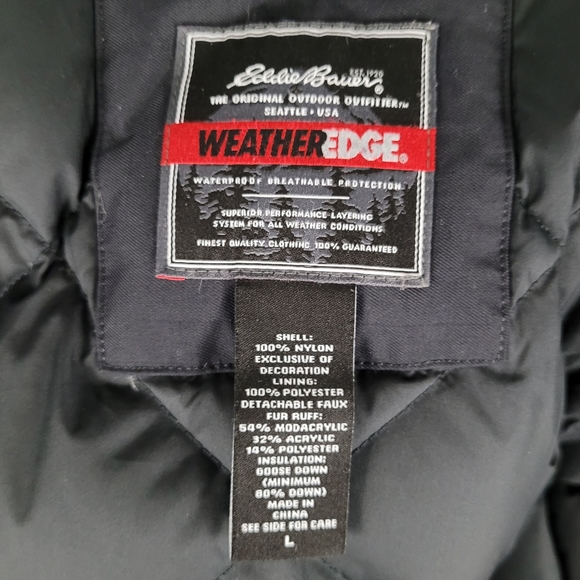 Eddie Bauer® EST. 1920
THE ORIGINAL OUTDOOR OUTFITTER™
SEATTLE • USA
WEATHEREDGE®
WATERPROOF BREATHABLE PROTECTION
SUPERIOR PERFORMANCE LAYERING
SYSTEM FOR ALL WEATHER CONDITIONS
FINEST QUALITY CLOTHING 100% GUARANTEED
SHELL:
100% NYLON
EXCLUSIVE OF
DECORATION
LINING:
100% POLYESTER
DETACHABLE FAUX
FUR RUFF:
54% MODACRYLIC
32% ACRYLIC
14% POLYESTER
INSULATION:
GOOSE DOWN
(MINIMUM
80% DOWN)
MADE IN
CHINA
SEE SIDE FOR CARE
L